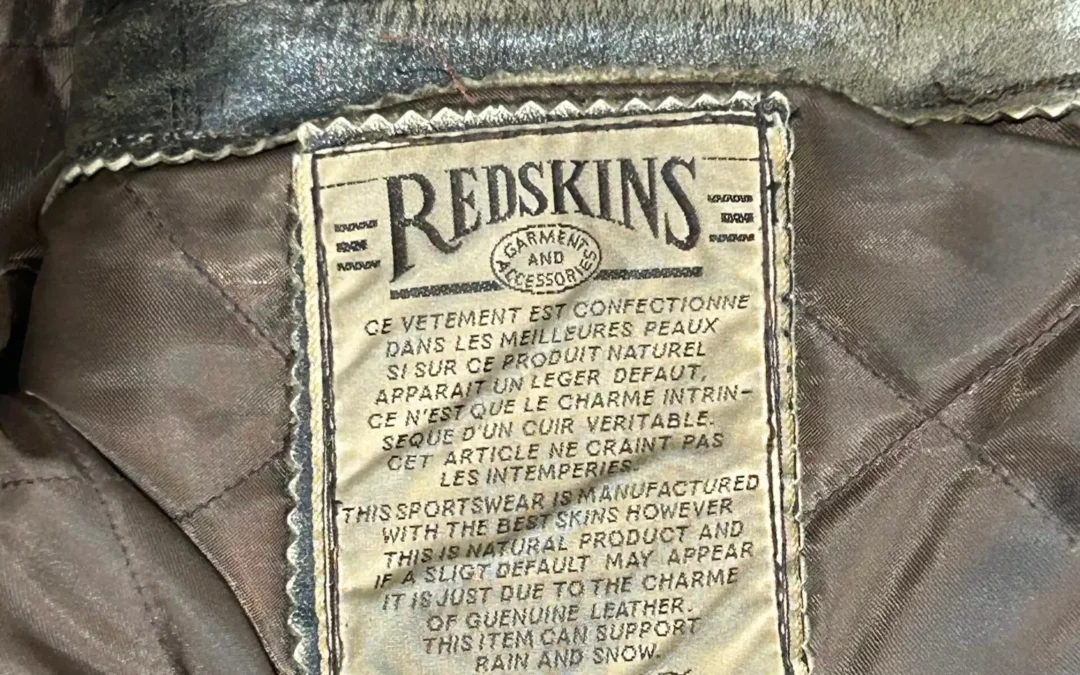 REDSKINS
GARMENTS
AND
ACCESSORIES
CE VETEMENT EST CONFECTIONNE
DANS LES MEILLEURES PEAUX
SI SUR CE PRODUIT NATUREL
APPARAIT UN LEGER DEFAUT,
CE N'EST QUE LE CHARME INTRIN-
SEQUE D'UN CUIR VERITABLE.
CET ARTICLE NE CRAINT PAS
LES INTEMPERIES.
THIS SPORTSWEAR IS MANUFACTURED
WITH THE BEST SKINS HOWEVER
THIS IS NATURAL PRODUCT AND
IF A SLIGT DEFAULT MAY APPEAR
IT IS JUST DUE TO THE CHARME
OF GUENUINE LEATHER.
THIS ITEM CAN SUPPORT
RAIN AND SNOW.